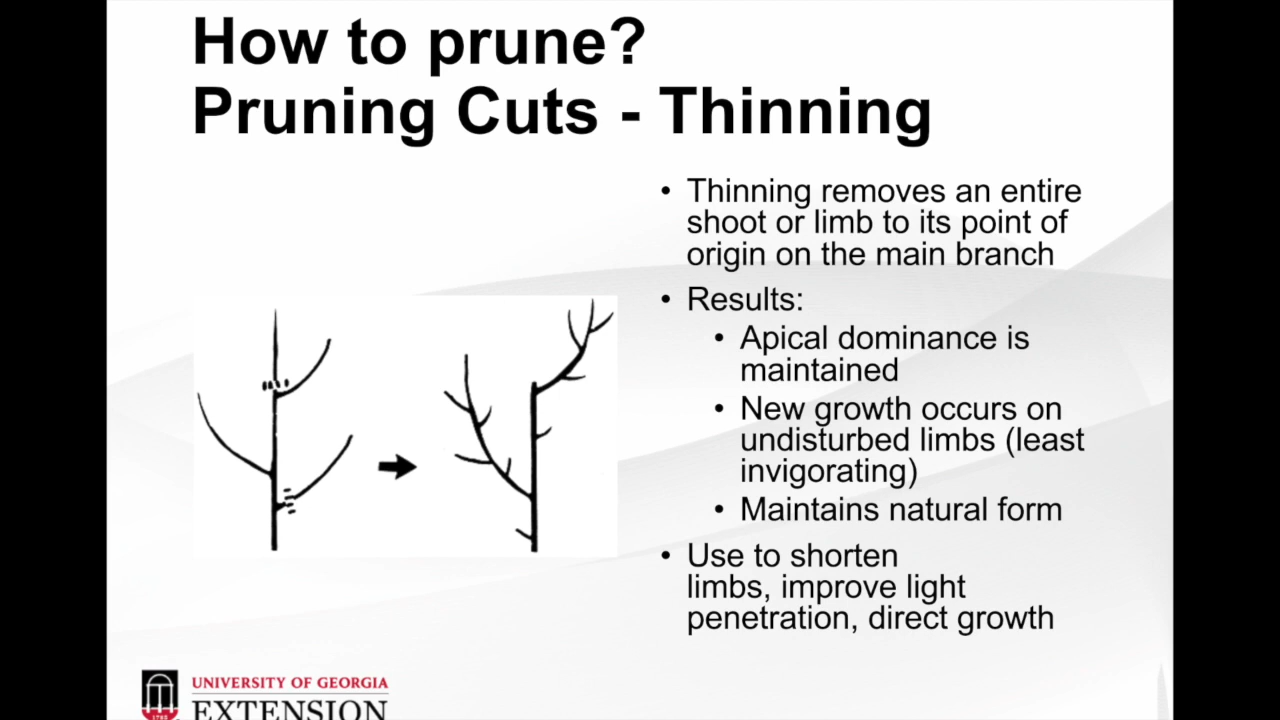 How to prune?
Pruning Cuts - Thinning
• Thinning removes an entire
shoot or limb to its point of
origin on the main branch
• Results:
• Apical dominance is
maintained
• New growth occurs on
undisturbed limbs (least
invigorating)
• Maintains natural form
• Use to shorten
limbs, improve light
penetration, direct growth
1785
UNIVERSITY OF GEORGIA
EXTENSION